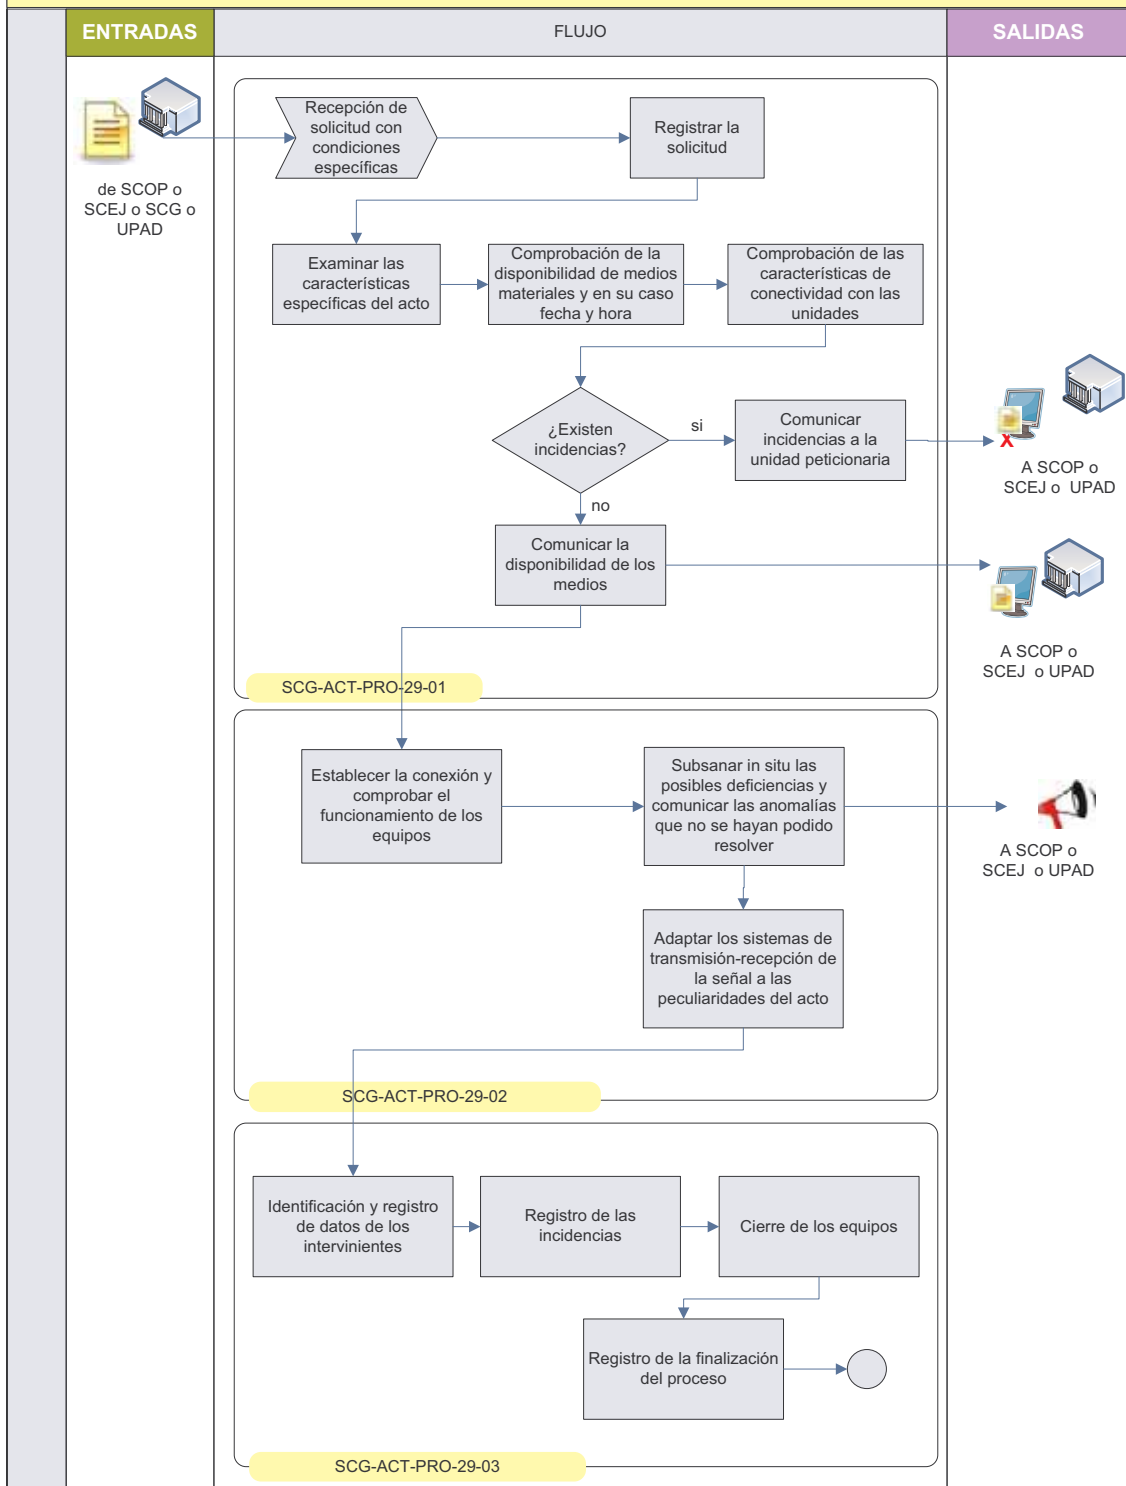 ENTRADAS
FLUJO
SALIDAS
de SCOP o
SCEJ o SCG o
UPAD
Recepción de
solicitud con
condiciones
específicas
Registrar la
solicitud
Examinar las
características
específicas del acto
Comprobación de la
disponibilidad de medios
materiales y en su caso
fecha y hora
Comprobación de las
características de
conectividad con las
unidades
¿Existen
incidencias?
si
Comunicar
incidencias a la
unidad peticionaria
X
A SCOP o
SCEJ o UPAD
no
Comunicar la
disponibilidad de los
medios
A SCOP o
SCEJ o UPAD
SCG-ACT-PRO-29-01
Establecer la conexión y
comprobar el
funcionamiento de los
equipos
Subsanar in situ las
posibles deficiencias y
comunicar las anomalías
que no se hayan podido
resolver
A SCOP o
SCEJ o UPAD
Adaptar los sistemas de
transmisión-recepción de
la señal a las
peculiaridades del acto
SCG-ACT-PRO-29-02
Identificación y registro
de datos de los
intervinientes
Registro de las
incidencias
Cierre de los equipos
Registro de la finalización
del proceso
SCG-ACT-PRO-29-03